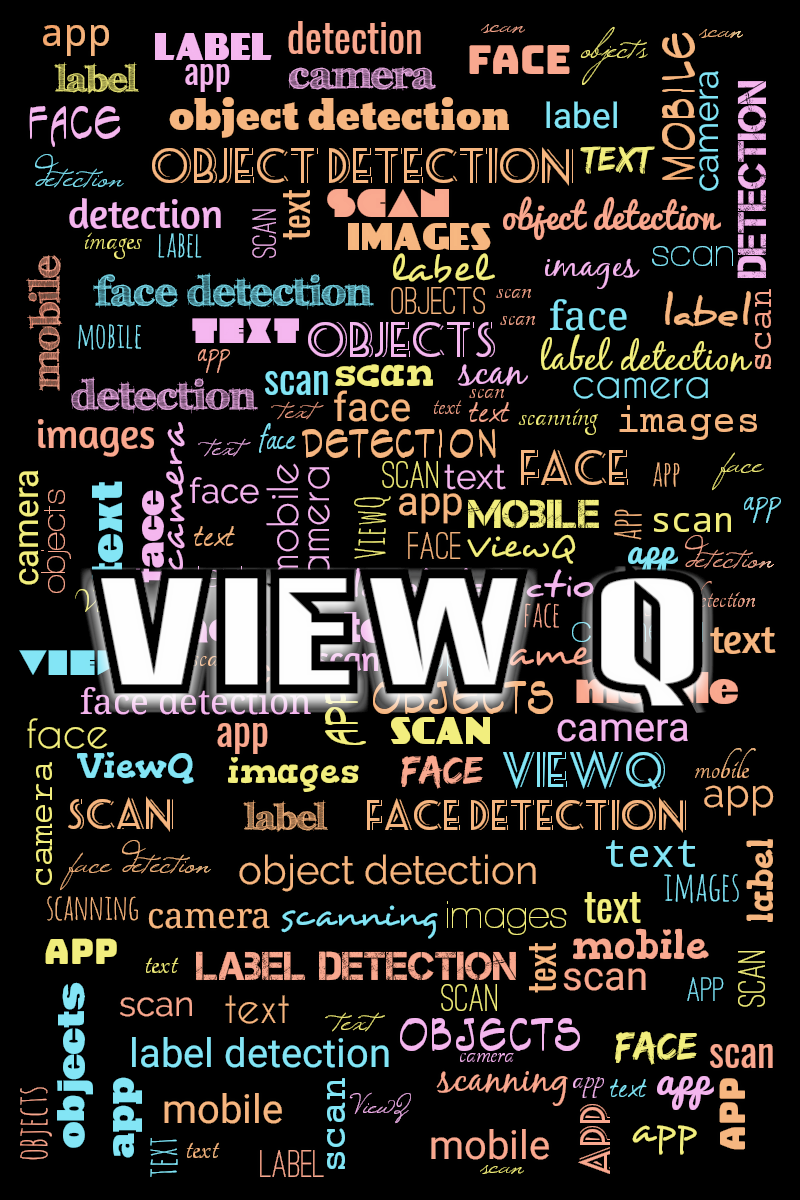 app LABEL detection scan
FACE objects scan
label app camera MOBILE camera
FACE object detection label DETECTION
detection OBJECT DETECTION TEXT
detection SCAN text SCAN object detection
images LABEL IMAGES scan
label images
mobile face detection OBJECTS scan face label scan
MOBILE TEXT OBJECTS scan
app label detection
detection scan scan scan camera
text face scan text text scanning images
images camera text face DETECTION
SCAN text FACE APP face
camera objects text face face mobile camera
text VIEWQ app MOBILE APP scan app
FACE viewQ app detection
VIEW Q
FACE detection
text
face detection APP OBJECTS
face app SCAN camera
ViewQ images FACE VIEWQ mobile
camera SCAN label FACE DETECTION app
face detection object detection text label
SCANNING camera scanning images text IMAGES
APP text LABEL DETECTION text mobile scan SCAN
scan text SCAN APP
objects text OBJECTS
label detection camera FACE scan
OBJECTS app mobile scan ViewQ scanning app text app APP
TEXT text LABEL mobile APP app
scan